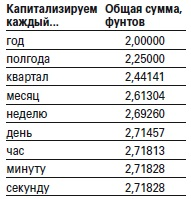 Капитализируем Общая сумма,
каждый... фунтов
год 2,00000
полгода 2,25000
квартал 2,44141
месяц 2,61304
неделю 2,69260
день 2,71457
час 2,71813
минуту 2,71828
секунду 2,71828